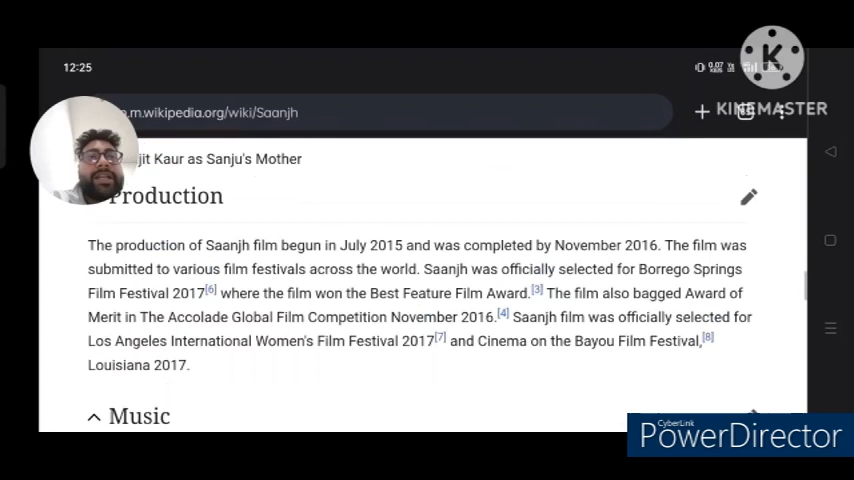 12:25
KINEMASTER
.m.wikipedia.org/wiki/Saanjh
jit Kaur as Sanju's Mother
Production
The production of Saanjh film begun in July 2015 and was completed by November 2016. The film was
submitted to various film festivals across the world. Saanjh was officially selected for Borrego Springs
Film Festival 2017[6] where the film won the Best Feature Film Award.[3] The film also bagged Award of
Merit in The Accolade Global Film Competition November 2016.[4] Saanjh film was officially selected for
Los Angeles International Women's Film Festival 2017[7] and Cinema on the Bayou Film Festival,[8]
Louisiana 2017.
Music
CyberLink
PowerDirector